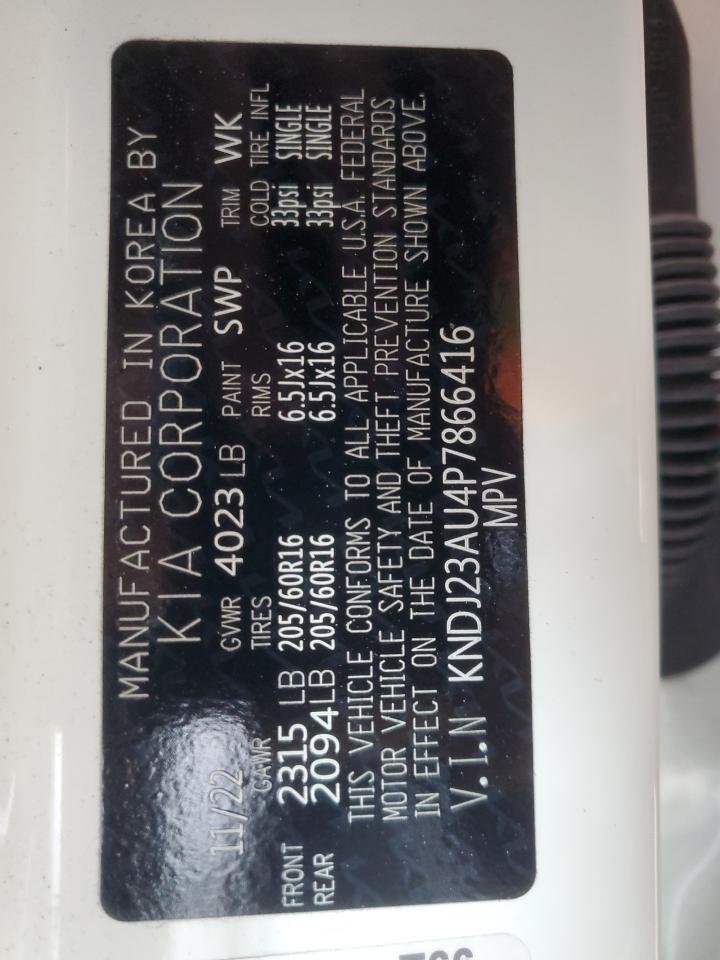 MANUFACTURED IN KOREA BY
KIA CORPORATION
11/22 GVWR 4023 LB PAINT SWP TRIM WK
GAWR TIRES RIMS COLD TIRE INFL
FRONT 2315 LB 205/60R16 6.5Jx16 33psi SINGLE
REAR 2094 LB 205/60R16 6.5Jx16 33psi SINGLE
THIS VEHICLE CONFORMS TO ALL APPLICABLE U.S.A. FEDERAL
MOTOR VEHICLE SAFETY AND THEFT PREVENTION STANDARDS
IN EFFECT ON THE DATE OF MANUFACTURE SHOWN ABOVE.
V.I.N KNDJ23AU4P7866416
MPV